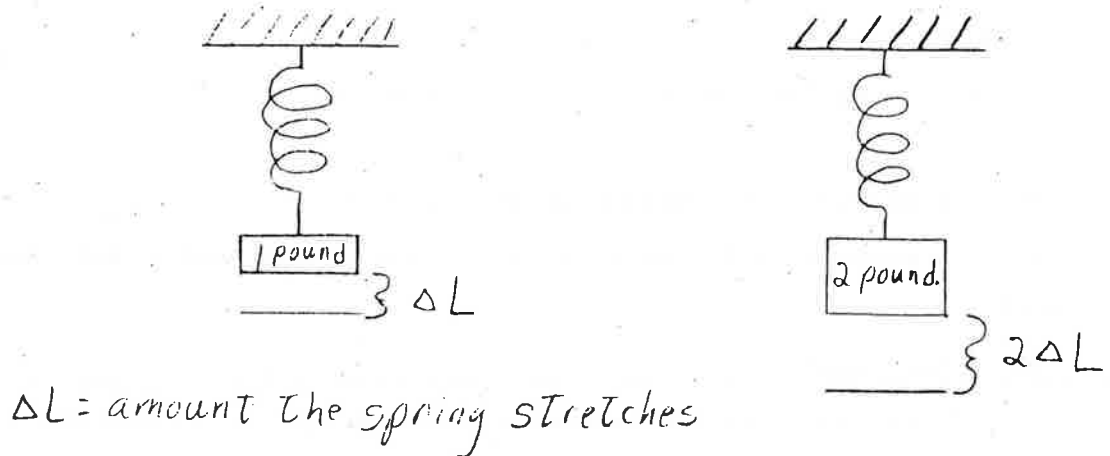 1 pound
ΔL
2 pound.
2ΔL
ΔL = amount the spring stretches